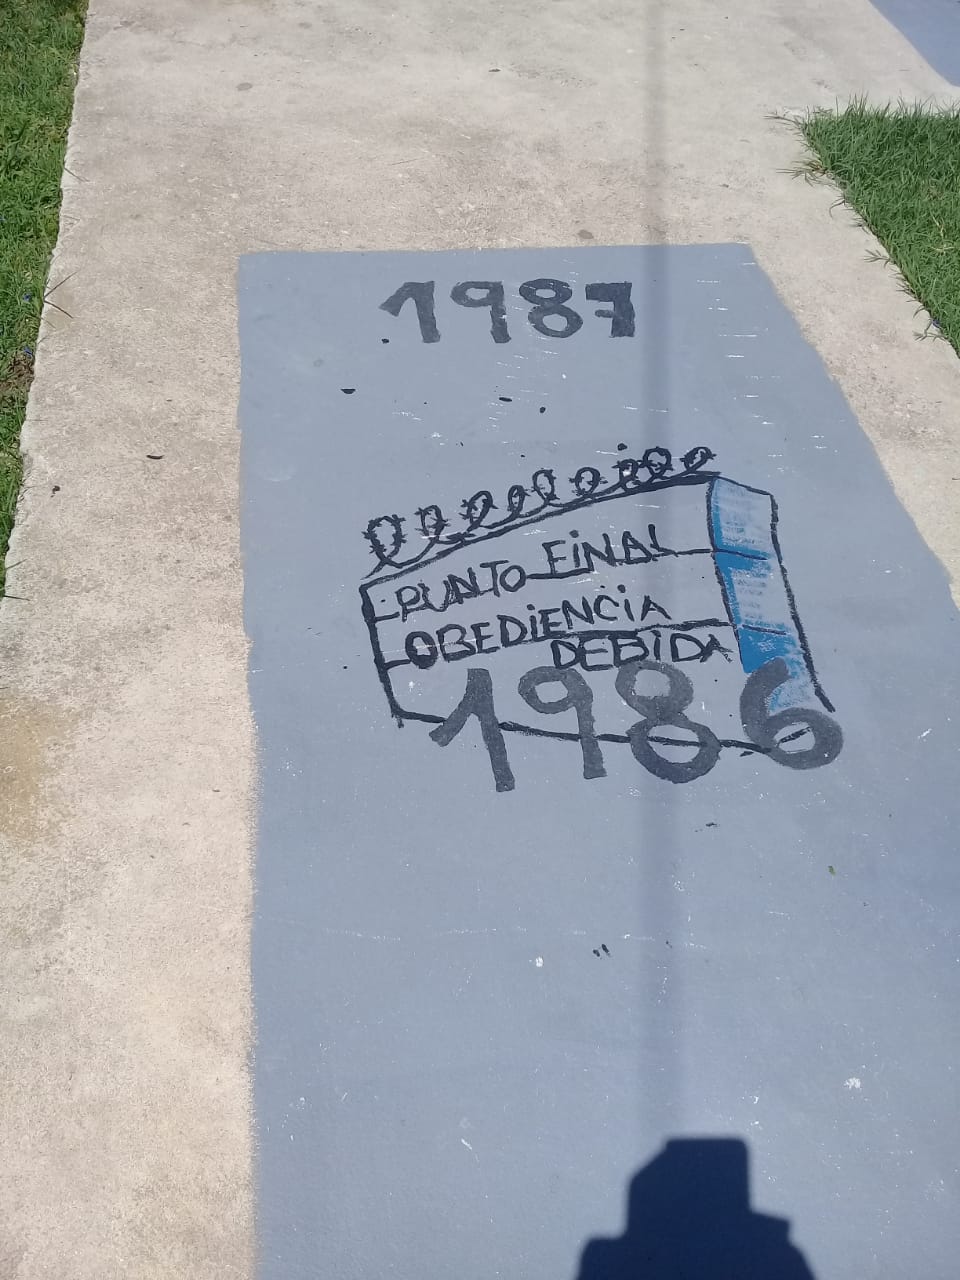 1987
PUNTO FINAL
OBEDIENCIA
DEBIDA
1986